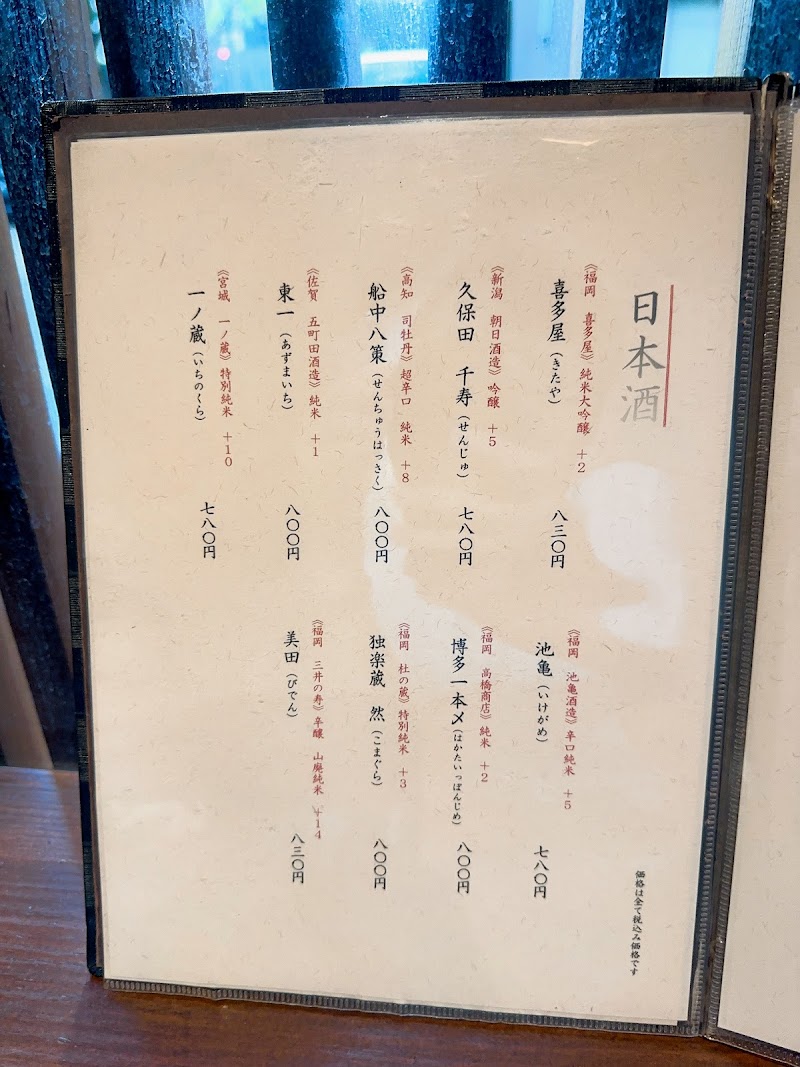 日本酒
《福岡 喜多屋》純米大吟醸 +2
喜多屋（きたや） 八三〇円
《新潟 朝日酒造》吟醸 +5
久保田 千寿（せんじゅ） 七八〇円
《高知 司牡丹》超辛口 純米 +8
船中八策（せんちゅうはっさく） 八〇〇円
《佐賀 五町田酒造》純米 +1
東一（あずまいち） 八〇〇円
《宮城 一ノ蔵》特別純米 +10
一ノ蔵（いちのくら） 七八〇円
《福岡 池亀酒造》辛口純米 +5
池亀（いけがめ） 七八〇円
《福岡 高橋商店》純米 +2
博多一本〆（はかたいっぽんじめ） 八〇〇円
《福岡 杜の蔵》特別純米 +3
独楽蔵 然（こまぐら） 八〇〇円
《福岡 三井の寿》辛醸 山廃純米 +14
美田（びでん） 八三〇円
価格は全て税込み価格です